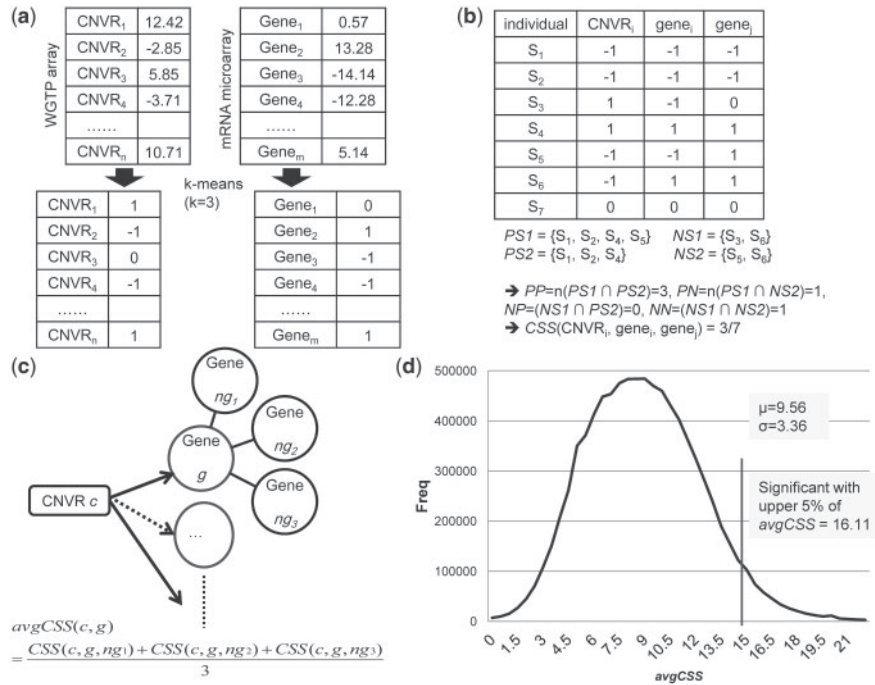 (a)
WGTP array
CNVR1 12.42
CNVR2 -2.85
CNVR3 5.85
CNVR4 -3.71
......
CNVRn 10.71
mRNA microarray
Gene1 0.57
Gene2 13.28
Gene3 -14.14
Gene4 -12.28
......
Genem 5.14
k-means
(k=3)
CNVR1 1
CNVR2 -1
CNVR3 0
CNVR4 -1
......
CNVRn 1
Gene1 0
Gene2 1
Gene3 -1
Gene4 -1
......
Genem 1
(b)
individual CNVRi genei genej
S1 -1 -1 -1
S2 -1 -1 -1
S3 1 -1 0
S4 1 1 1
S5 -1 -1 1
S6 -1 1 1
S7 0 0 0
PS1 = {S1, S2, S4, S5} NS1 = {S3, S6}
PS2 = {S1, S2, S4} NS2 = {S5, S6}
➔ PP=n(PS1 ∩ PS2)=3, PN=n(PS1 ∩ NS2)=1,
NP=(NS1 ∩ PS2)=0, NN=(NS1 ∩ NS2)=1
➔ CSS(CNVRi, genei, genej) = 3/7
(c)
Gene
ng1
Gene
ng2
Gene
g
Gene
ng3
CNVR c
...
avgCSS(c, g)
= CSS(c, g, ng1) + CSS(c, g, ng2) + CSS(c, g, ng3)
3
(d)
500000
400000
300000
200000
100000
0
Freq
μ=9.56
σ=3.36
Significant with
upper 5% of
avgCSS = 16.11
0 1.5 3 4.5 6 7.5 9 10.5 12 13.5 15 16.5 18 19.5 21
avgCSS